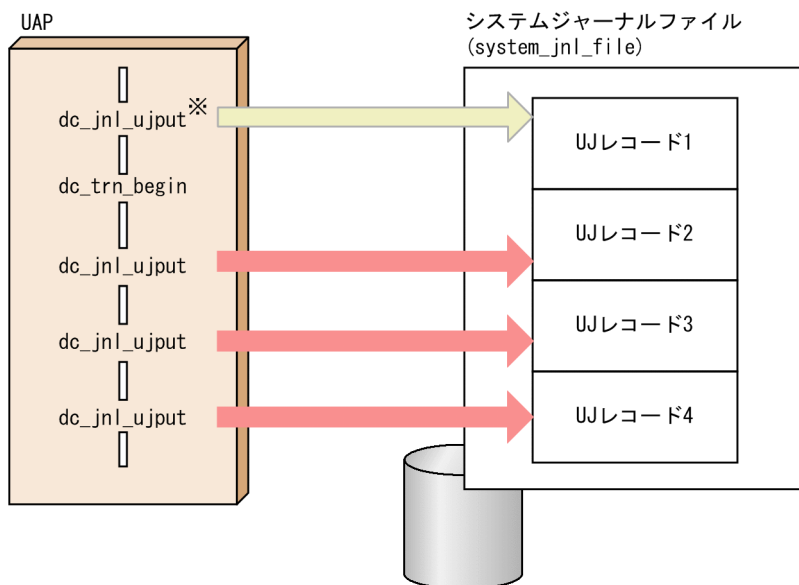 UAP
dc_jnl_ujput※
dc_trn_begin
dc_jnl_ujput
dc_jnl_ujput
dc_jnl_ujput
システムジャーナルファイル
(system_jnl_file)
UJレコード1
UJレコード2
UJレコード3
UJレコード4